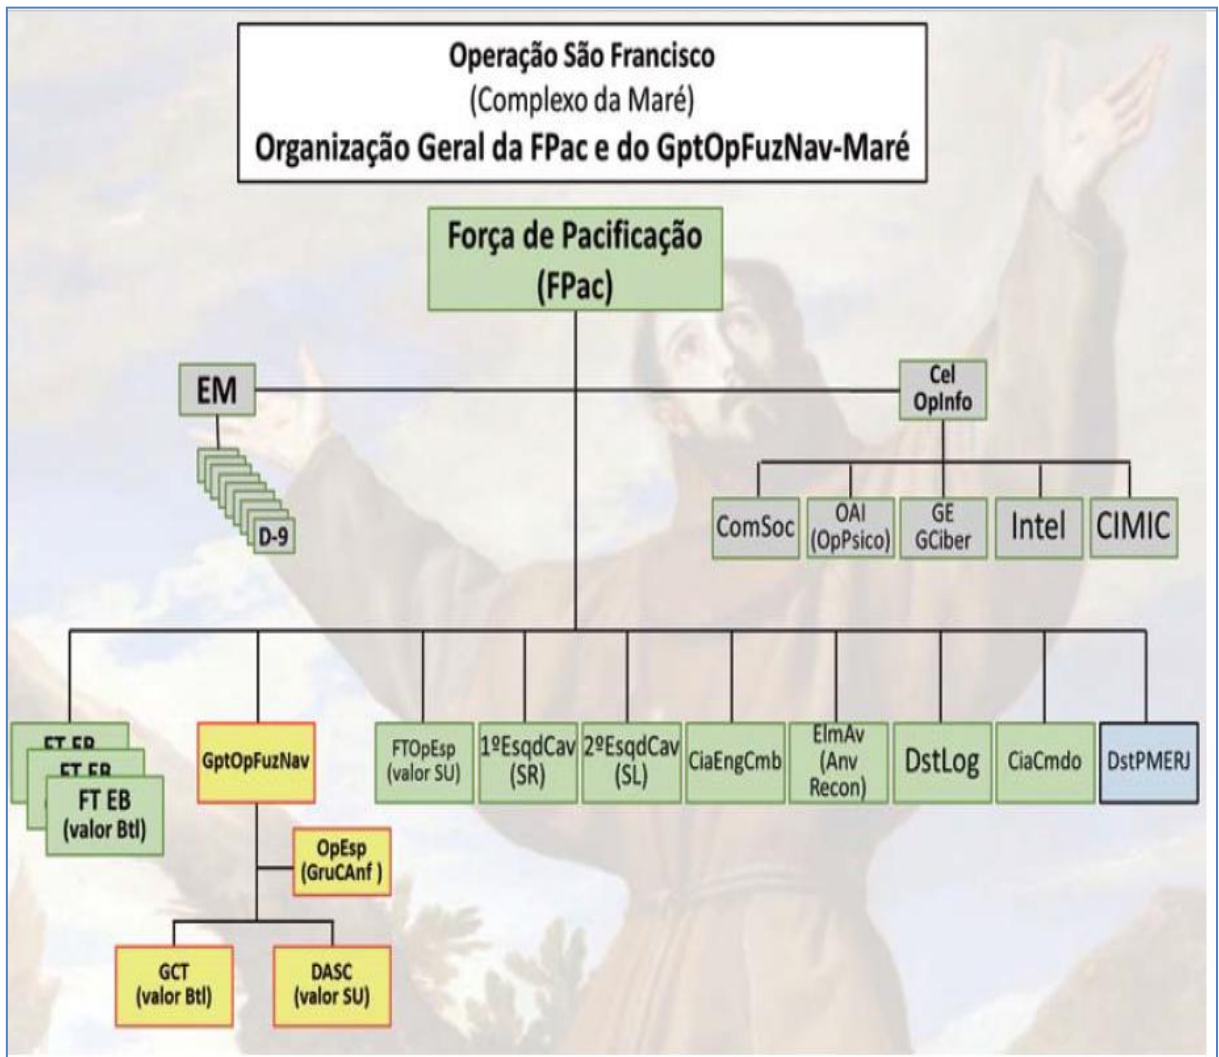 Operação São Francisco
(Complexo da Maré)
Organização Geral da FPac e do GptOpFuzNav-Maré
Força de Pacificação
(FPac)
EM
Cel
OpInfo
D-9
ComSoc
OAI
(OpPsico)
GE
GCiber
Intel
CIMIC
FT EB
FT EB
FT EB
(valor Btl)
GptOpFuzNav
FTOpEsp
(valor SU)
1ºEsqdCav
(SR)
2ºEsqdCav
(SL)
CiaEngCmb
ElmAv
(Anv
Recon)
DstLog
CiaCmdo
DstPMERJ
OpEsp
(GruCAnf )
GCT
(valor Btl)
DASC
(valor SU)